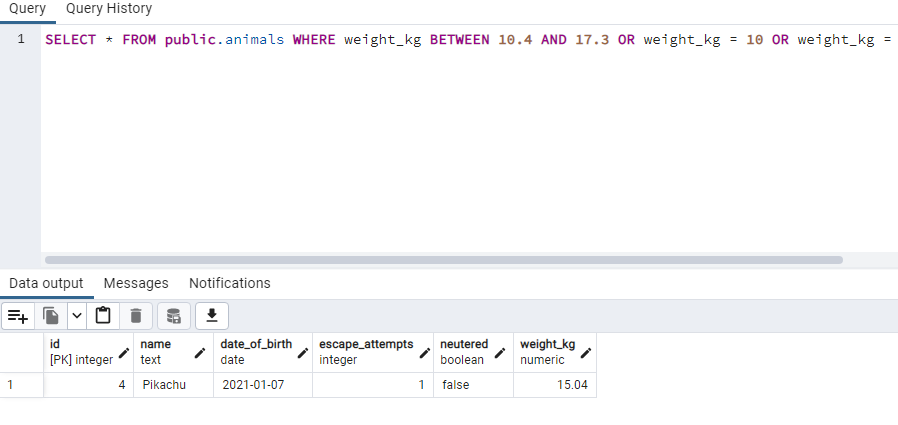 Query Query History
1 SELECT * FROM public.animals WHERE weight_kg BETWEEN 10.4 AND 17.3 OR weight_kg = 10 OR weight_kg =
Data output Messages Notifications
id name date_of_birth escape_attempts neutered weight_kg
[PK] integer text date integer boolean numeric
1 4 Pikachu 2021-01-07 1 false 15.04